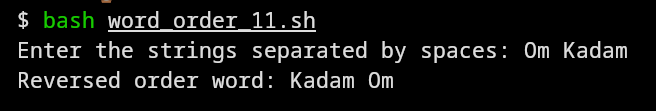 $ bash word_order_11.sh
Enter the strings separated by spaces: Om Kadam
Reversed order word: Kadam Om